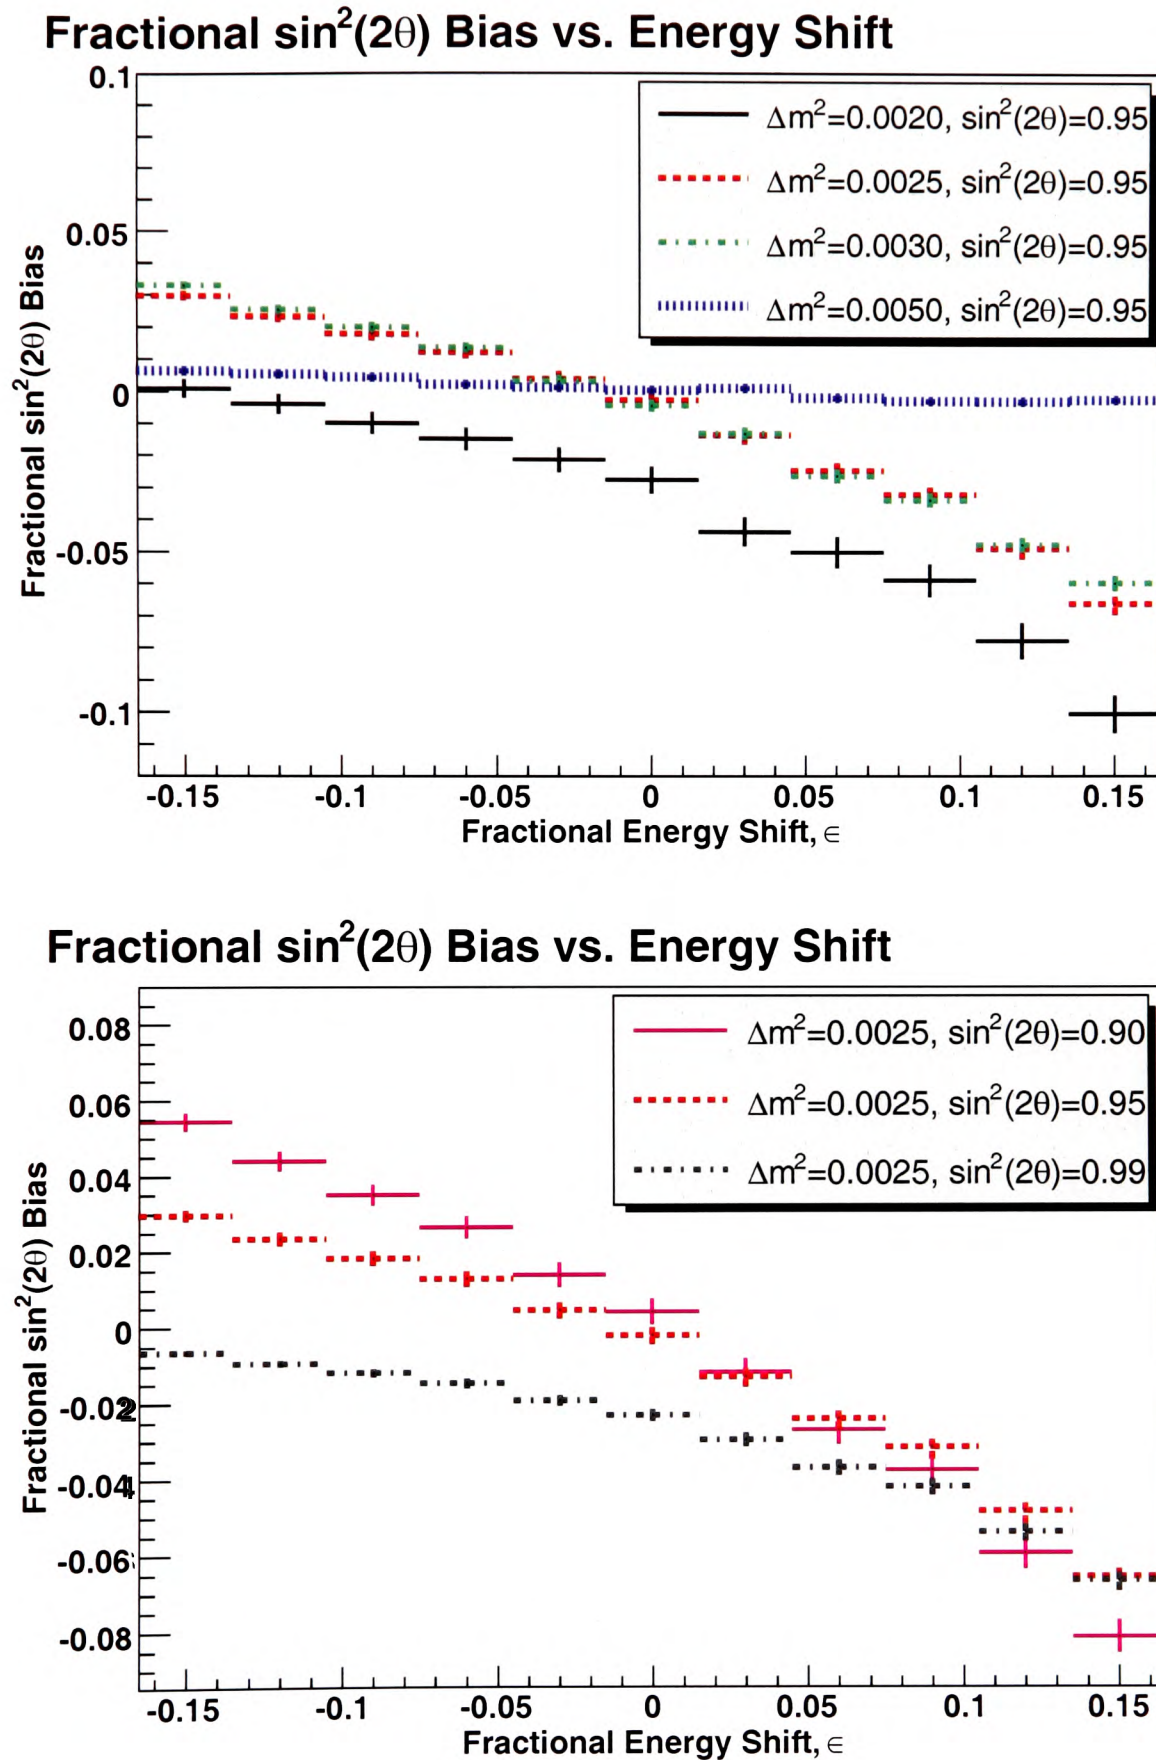 Fractional sin²(2θ) Bias vs. Energy Shift
0.1
0.05
0
-0.05
-0.1
Fractional sin²(2θ) Bias
Δm²=0.0020, sin²(2θ)=0.95
Δm²=0.0025, sin²(2θ)=0.95
Δm²=0.0030, sin²(2θ)=0.95
Δm²=0.0050, sin²(2θ)=0.95
-0.15 -0.1 -0.05 0 0.05 0.1 0.15
Fractional Energy Shift, ∈
Fractional sin²(2θ) Bias vs. Energy Shift
0.08
0.06
0.04
0.02
0
-0.02
-0.04
-0.06
-0.08
Fractional sin²(2θ) Bias
Δm²=0.0025, sin²(2θ)=0.90
Δm²=0.0025, sin²(2θ)=0.95
Δm²=0.0025, sin²(2θ)=0.99
-0.15 -0.1 -0.05 0 0.05 0.1 0.15
Fractional Energy Shift, ∈